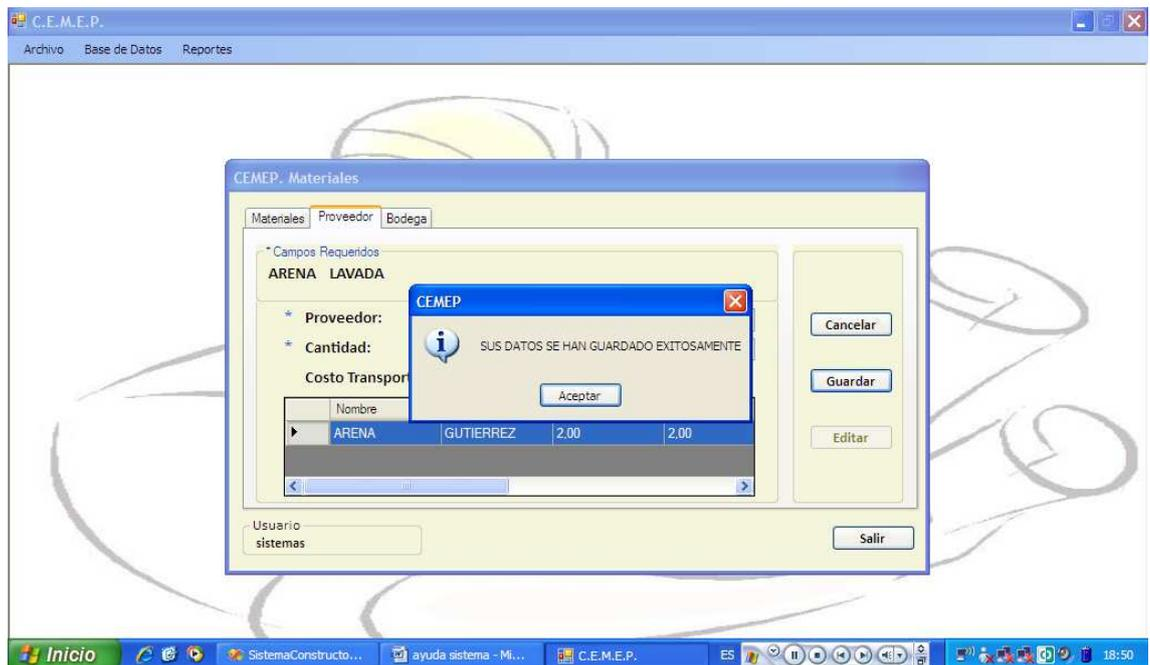 C.E.M.E.P.
Archivo Base de Datos Reportes
CEMEP. Materiales
Materiales Proveedor Bodega
* Campos Requeridos
ARENA LAVADA
* Proveedor:
* Cantidad:
Costo Transport
CEMEP
SUS DATOS SE HAN GUARDADO EXITOSAMENTE
Aceptar
Cancelar
Guardar
Editar
Nombre
ARENA GUTIERREZ 2,00 2,00
Usuario
sistemas
Salir
Inicio SistemaConstructo... ayuda sistema - Mi... C.E.M.E.P. ES 18:50